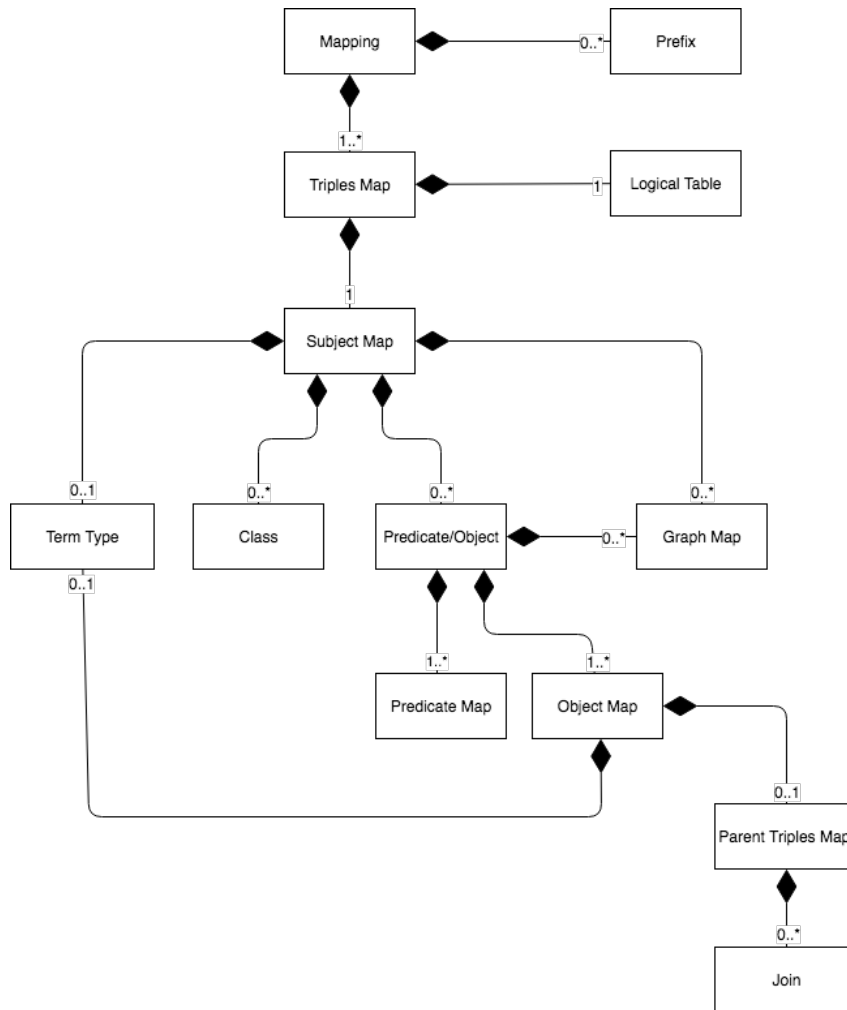 Mapping
0..*
Prefix
1..*
Triples Map
1
Logical Table
1
Subject Map
0..1
0..*
0..*
0..*
Term Type
Class
Predicate/Object
0..*
Graph Map
0..1
1..*
1..*
Predicate Map
Object Map
0..1
Parent Triples Map
0..*
Join